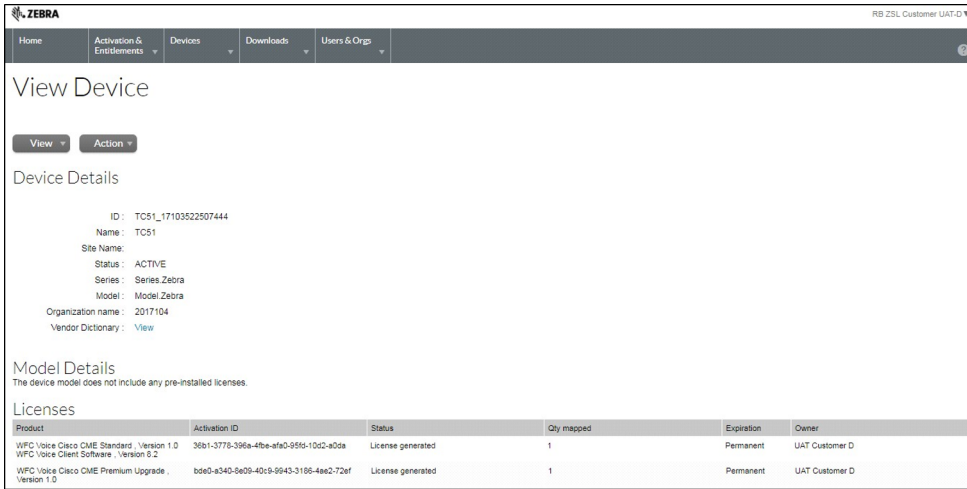 ZEBRA
RB ZSL Customer UAT-D
Home
Activation &
Entitlements
Devices
Downloads
Users & Orgs
?
View Device
View
Action
Device Details
ID : TC51_17103522507444
Name : TC51
Site Name:
Status : ACTIVE
Series : Series.Zebra
Model : Model.Zebra
Organization name : 2017104
Vendor Dictionary : View
Model Details
The device model does not include any pre-installed licenses.
Licenses
Product Activation ID Status Qty mapped Expiration Owner
WFC Voice Cisco CME Standard , Version 1.0 36b1-3778-396a-4fbe-afa0-95fd-10d2-a0da License generated 1 Permanent UAT Customer D
WFC Voice Client Software , Version 8.2
WFC Voice Cisco CME Premium Upgrade , bde0-a340-8e09-40c9-9943-3186-4ae2-72ef License generated 1 Permanent UAT Customer D
Version 1.0